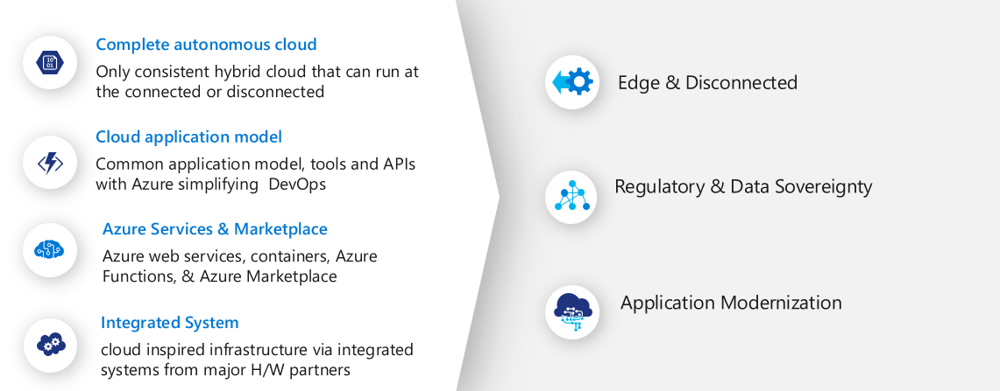 Complete autonomous cloud
Only consistent hybrid cloud that can run at
the connected or disconnected
Cloud application model
Common application model, tools and APIs
with Azure simplifying  DevOps
Azure Services & Marketplace
Azure web services, containers, Azure
Functions, & Azure Marketplace
Integrated System
cloud inspired infrastructure via integrated
systems from major H/W partners
Edge & Disconnected
Regulatory & Data Sovereignty
Application Modernization
10
01